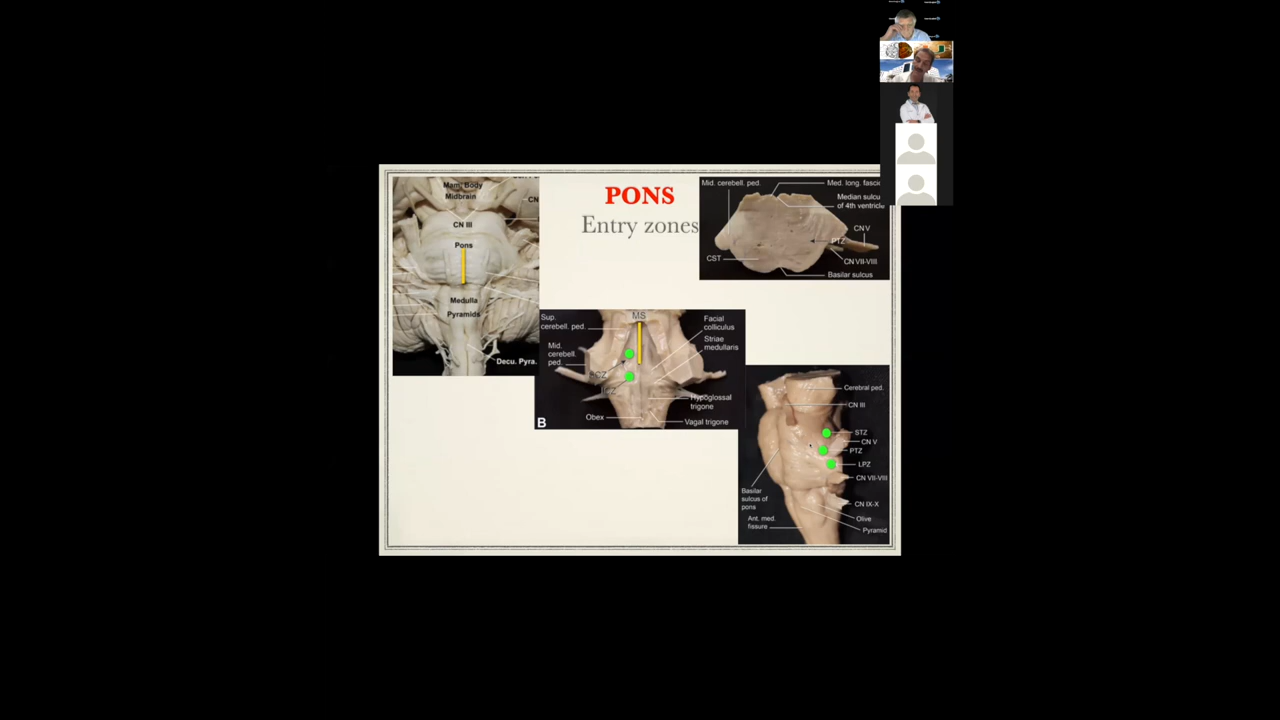 PONS
Entry zones
Mam. Body
Midbrain
CN
CN III
Pons
Medulla
Pyramids
Decu. Pyra.
Mid. cerebell. ped.
Med. long. fascic
Median sulcu
of 4th ventricle
CN V
PTZ
CN VII-VIII
CST
Basilar sulcus
Sup.
cerebell. ped.
MS
Facial
colliculus
Striae
medullaris
Mid.
cerebell.
ped.
Hypoglossal
trigone
Obex
Vagal trigone
B
Cerebral ped.
CN III
STZ
CN V
PTZ
LPZ
CN VII-VIII
Basilar
sulcus of
pons
CN IX-X
Ant. med.
fissure
Olive
Pyramid